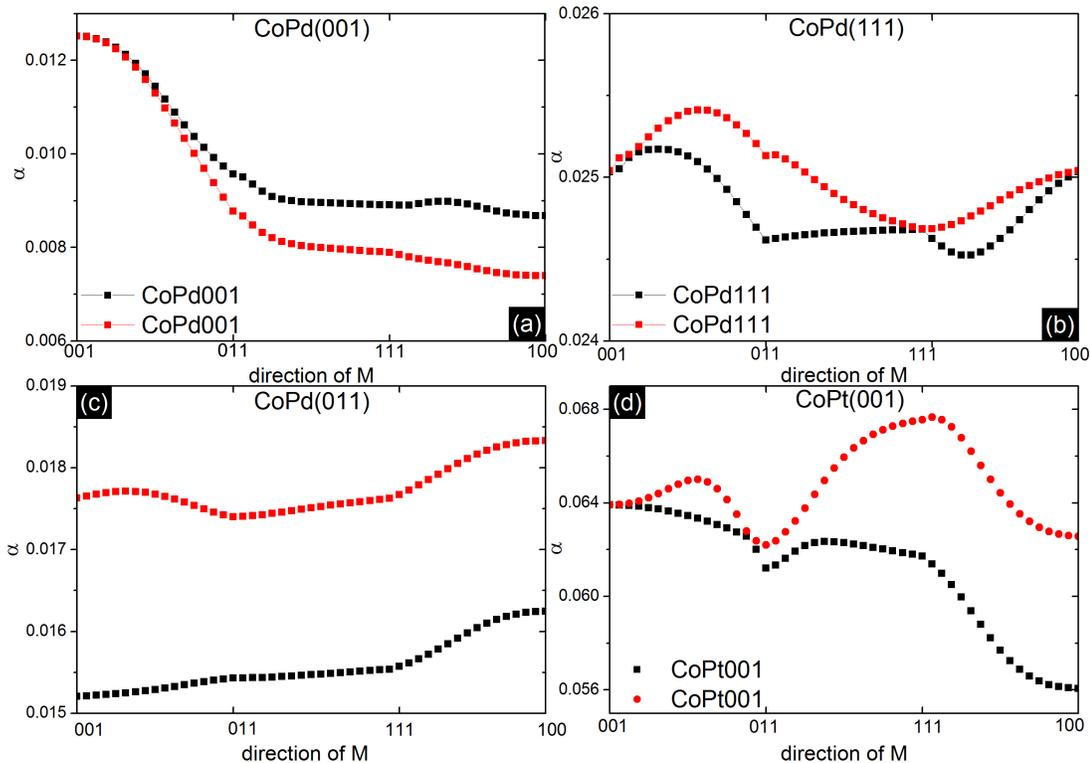 CoPd(001)
0.012
0.010
0.008
0.006
α
CoPd001
CoPd001
(a)
001
011
111
100
direction of M
CoPd(111)
0.026
0.025
0.024
α
CoPd111
CoPd111
(b)
001
011
111
100
direction of M
(c)
CoPd(011)
0.019
0.018
0.017
0.016
0.015
α
001
011
111
100
direction of M
(d)
CoPt(001)
0.068
0.064
0.060
0.056
α
CoPt001
CoPt001
001
011
111
100
direction of M